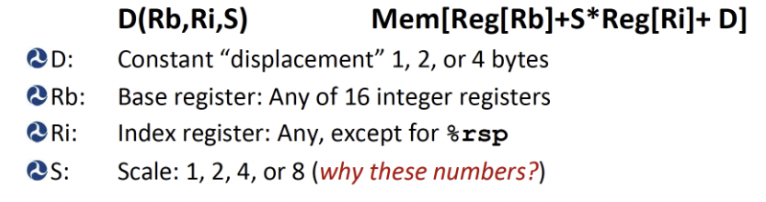 D(Rb,Ri,S) Mem[Reg[Rb]+S*Reg[Ri]+ D]
D: Constant “displacement” 1, 2, or 4 bytes
Rb: Base register: Any of 16 integer registers
Ri: Index register: Any, except for %rsp
S: Scale: 1, 2, 4, or 8 (why these numbers?)